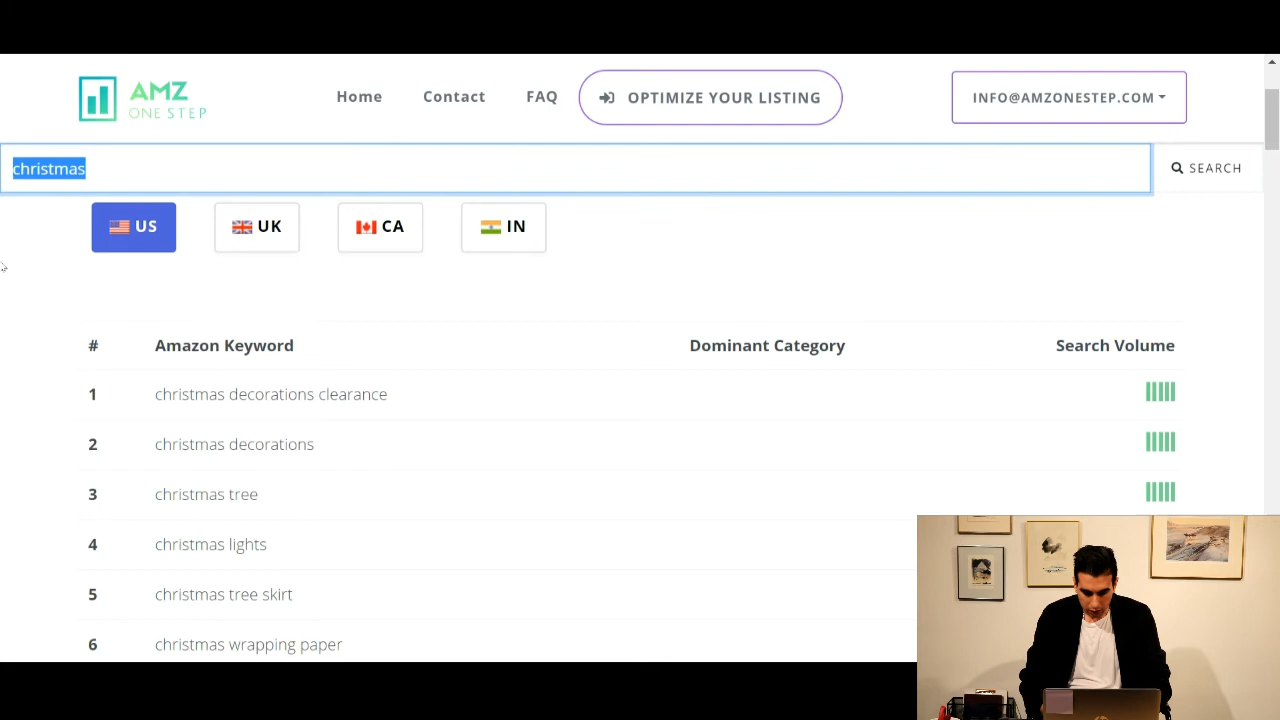 AMZ
ONE STEP
Home
Contact
FAQ
OPTIMIZE YOUR LISTING
INFO@AMZONESTEP.COM
christmas
SEARCH
US
UK
CA
IN
# Amazon Keyword Dominant Category Search Volume
1 christmas decorations clearance
2 christmas decorations
3 christmas tree
4 christmas lights
5 christmas tree skirt
6 christmas wrapping paper